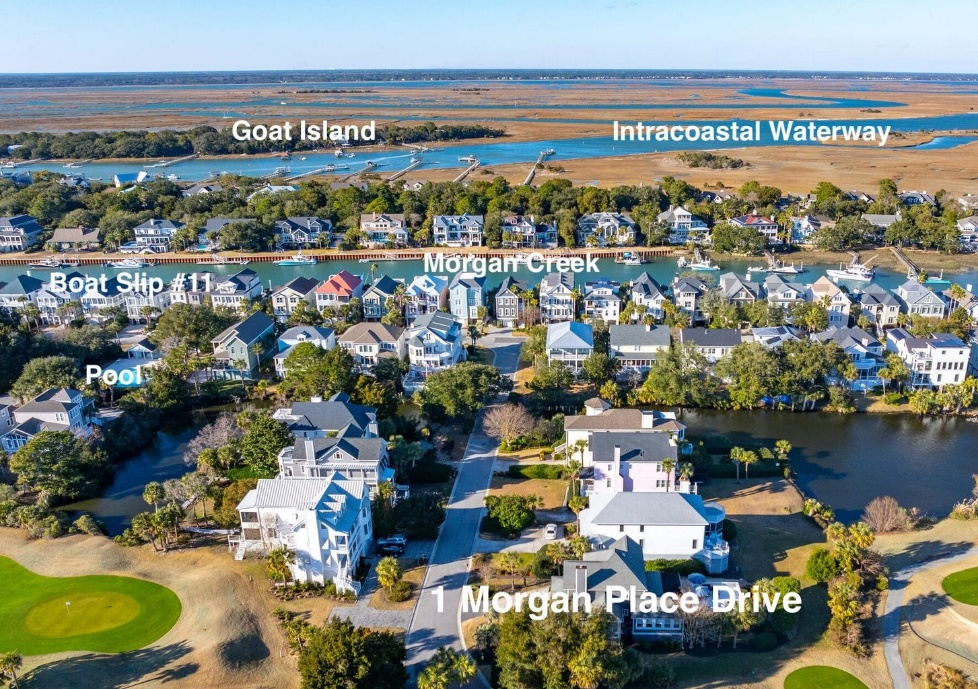 Goat Island
Intracoastal Waterway
Morgan Creek
Boat Slip #11
Pool
1 Morgan Place Drive